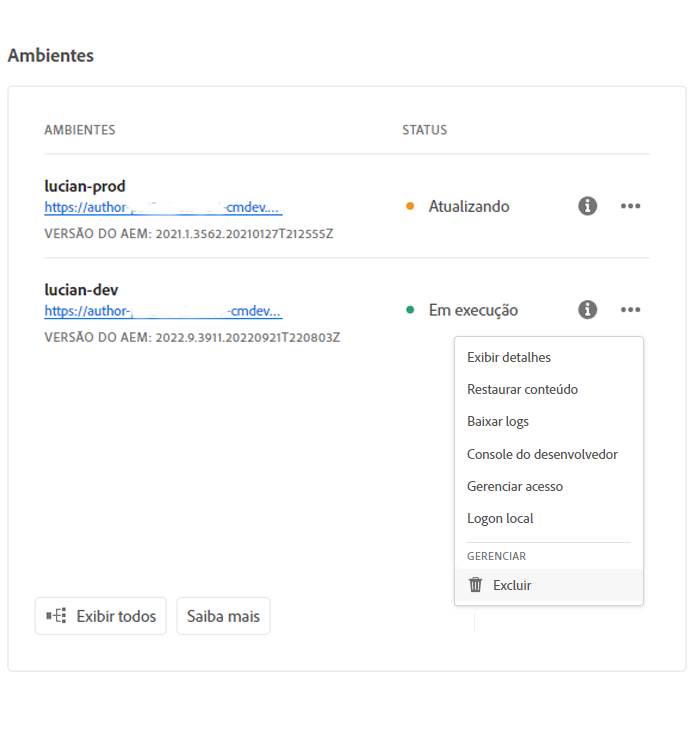 Ambientes
AMBIENTES STATUS
lucian-prod
https://author- -cmdev....
Atualizando
VERSÃO DO AEM: 2021.1.3562.20210127T212555Z
lucian-dev
https://author- -cmdev...
Em execução
VERSÃO DO AEM: 2022.9.3911.20220921T220803Z
Exibir detalhes
Restaurar conteúdo
Baixar logs
Console do desenvolvedor
Gerenciar acesso
Logon local
GERENCIAR
Excluir
Exibir todos Saiba mais